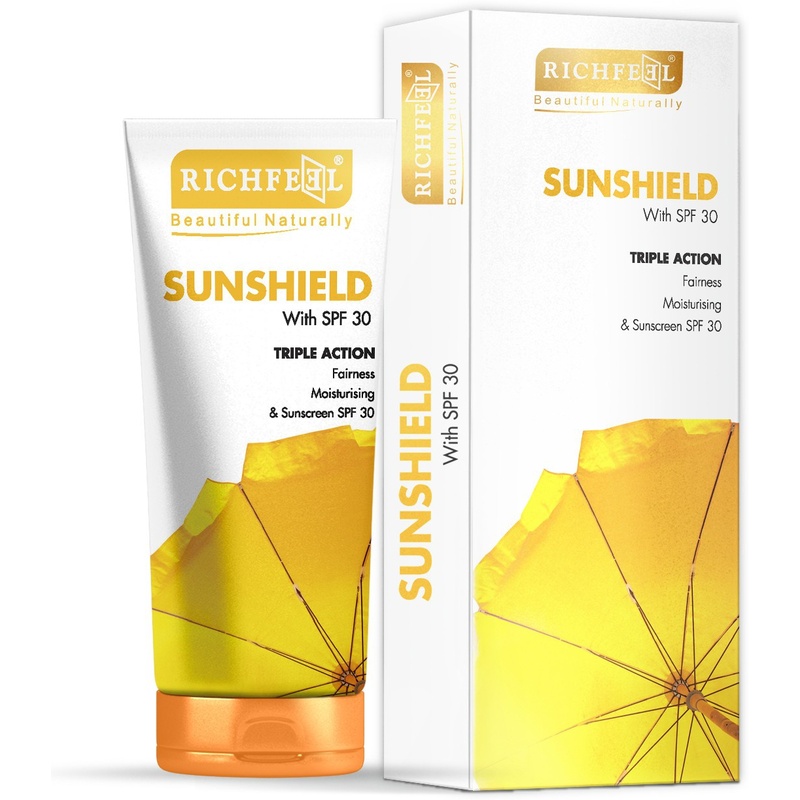 RICHFEEL®
Beautiful Naturally
SUNSHIELD
With SPF 30
TRIPLE ACTION
Fairness
Moisturising
& Sunscreen SPF 30
RICHFEEL®
Beautiful Naturally
SUNSHIELD
With SPF 30
RICHFEEL®
Beautiful Naturally
SUNSHIELD
With SPF 30
TRIPLE ACTION
Fairness
Moisturising
& Sunscreen SPF 30